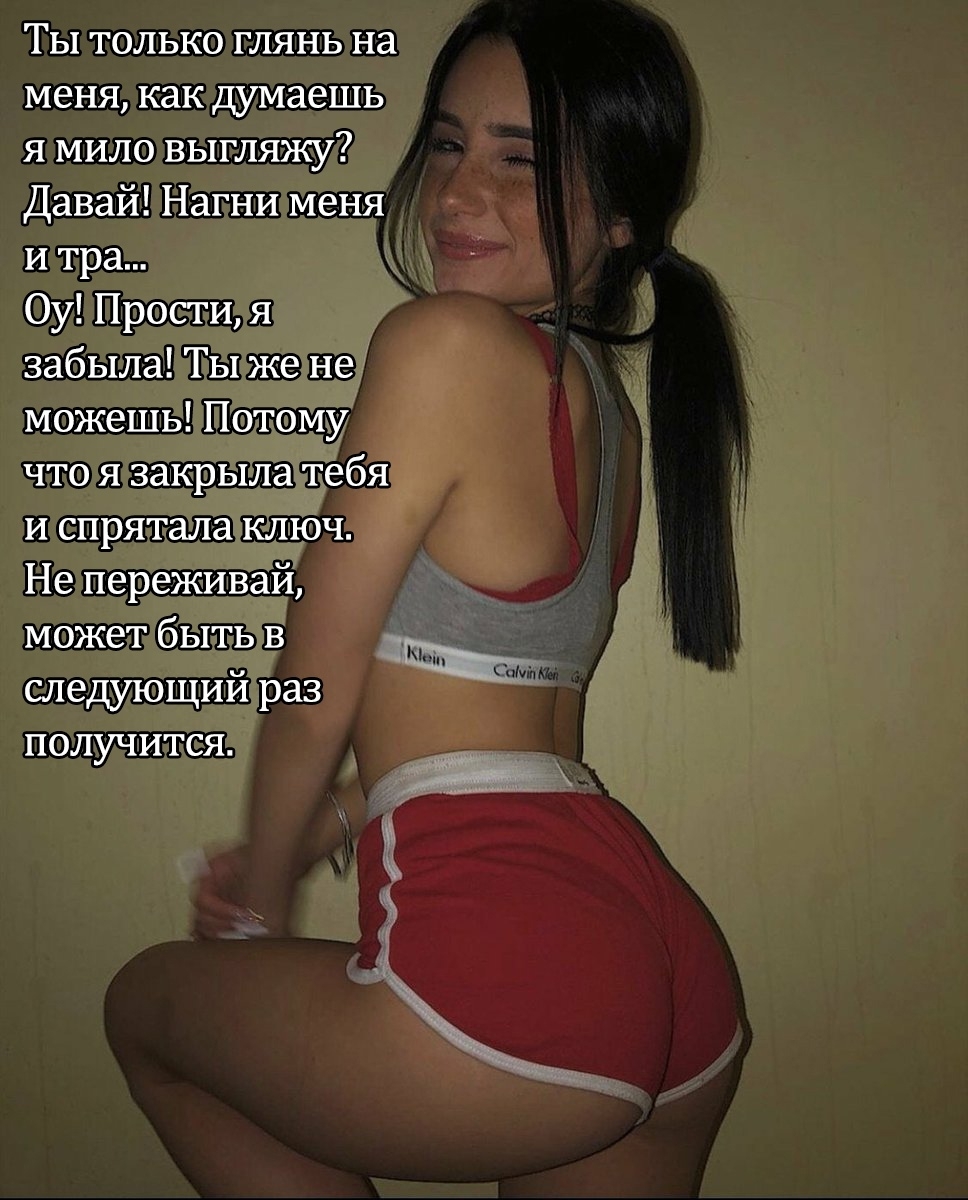 Ты только глянь на
меня, как думаешь
я мило выгляжу?
Давай! Нагни меня
и тра...
Оу! Прости, я
забыла! Ты же не
можешь! Потому
что я закрыла тебя
и спрятала ключ.
Не переживай,
может быть в
следующий раз
получится.
Klein
Calvin Klein